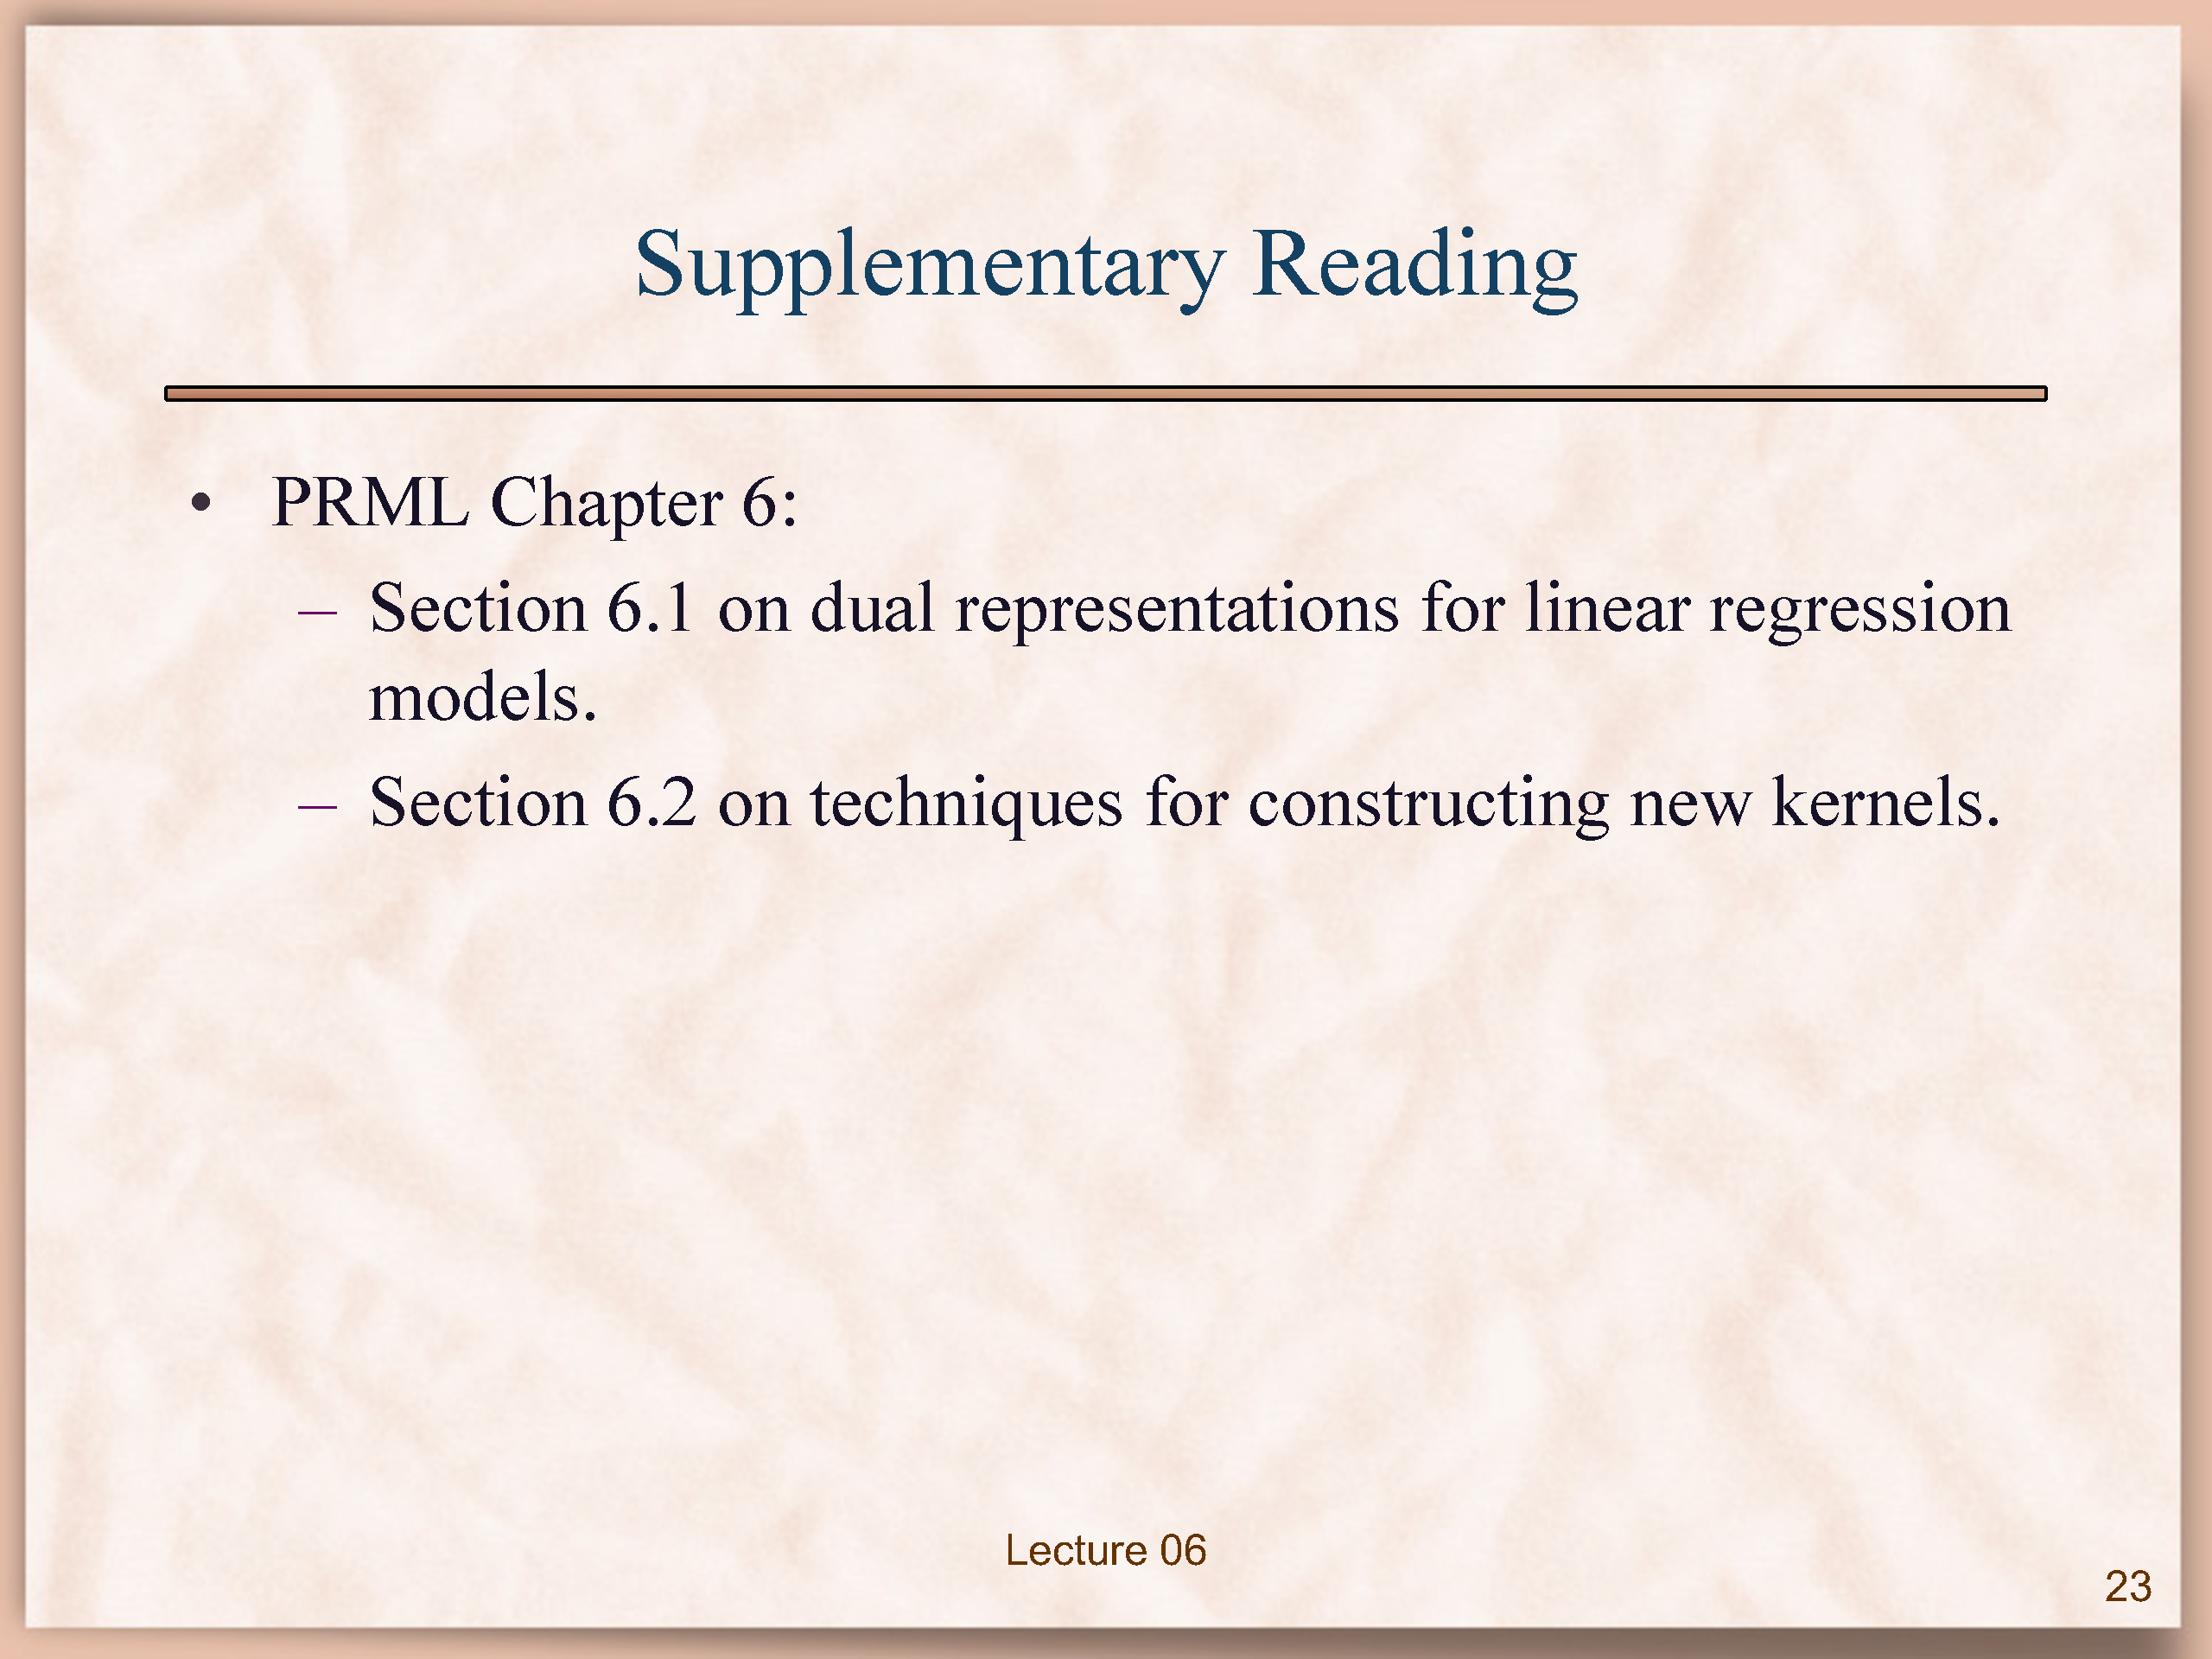 Supplementary Reading
• PRML Chapter 6:
– Section 6.1 on dual representations for linear regression
models.
– Section 6.2 on techniques for constructing new kernels.
Lecture 06
23